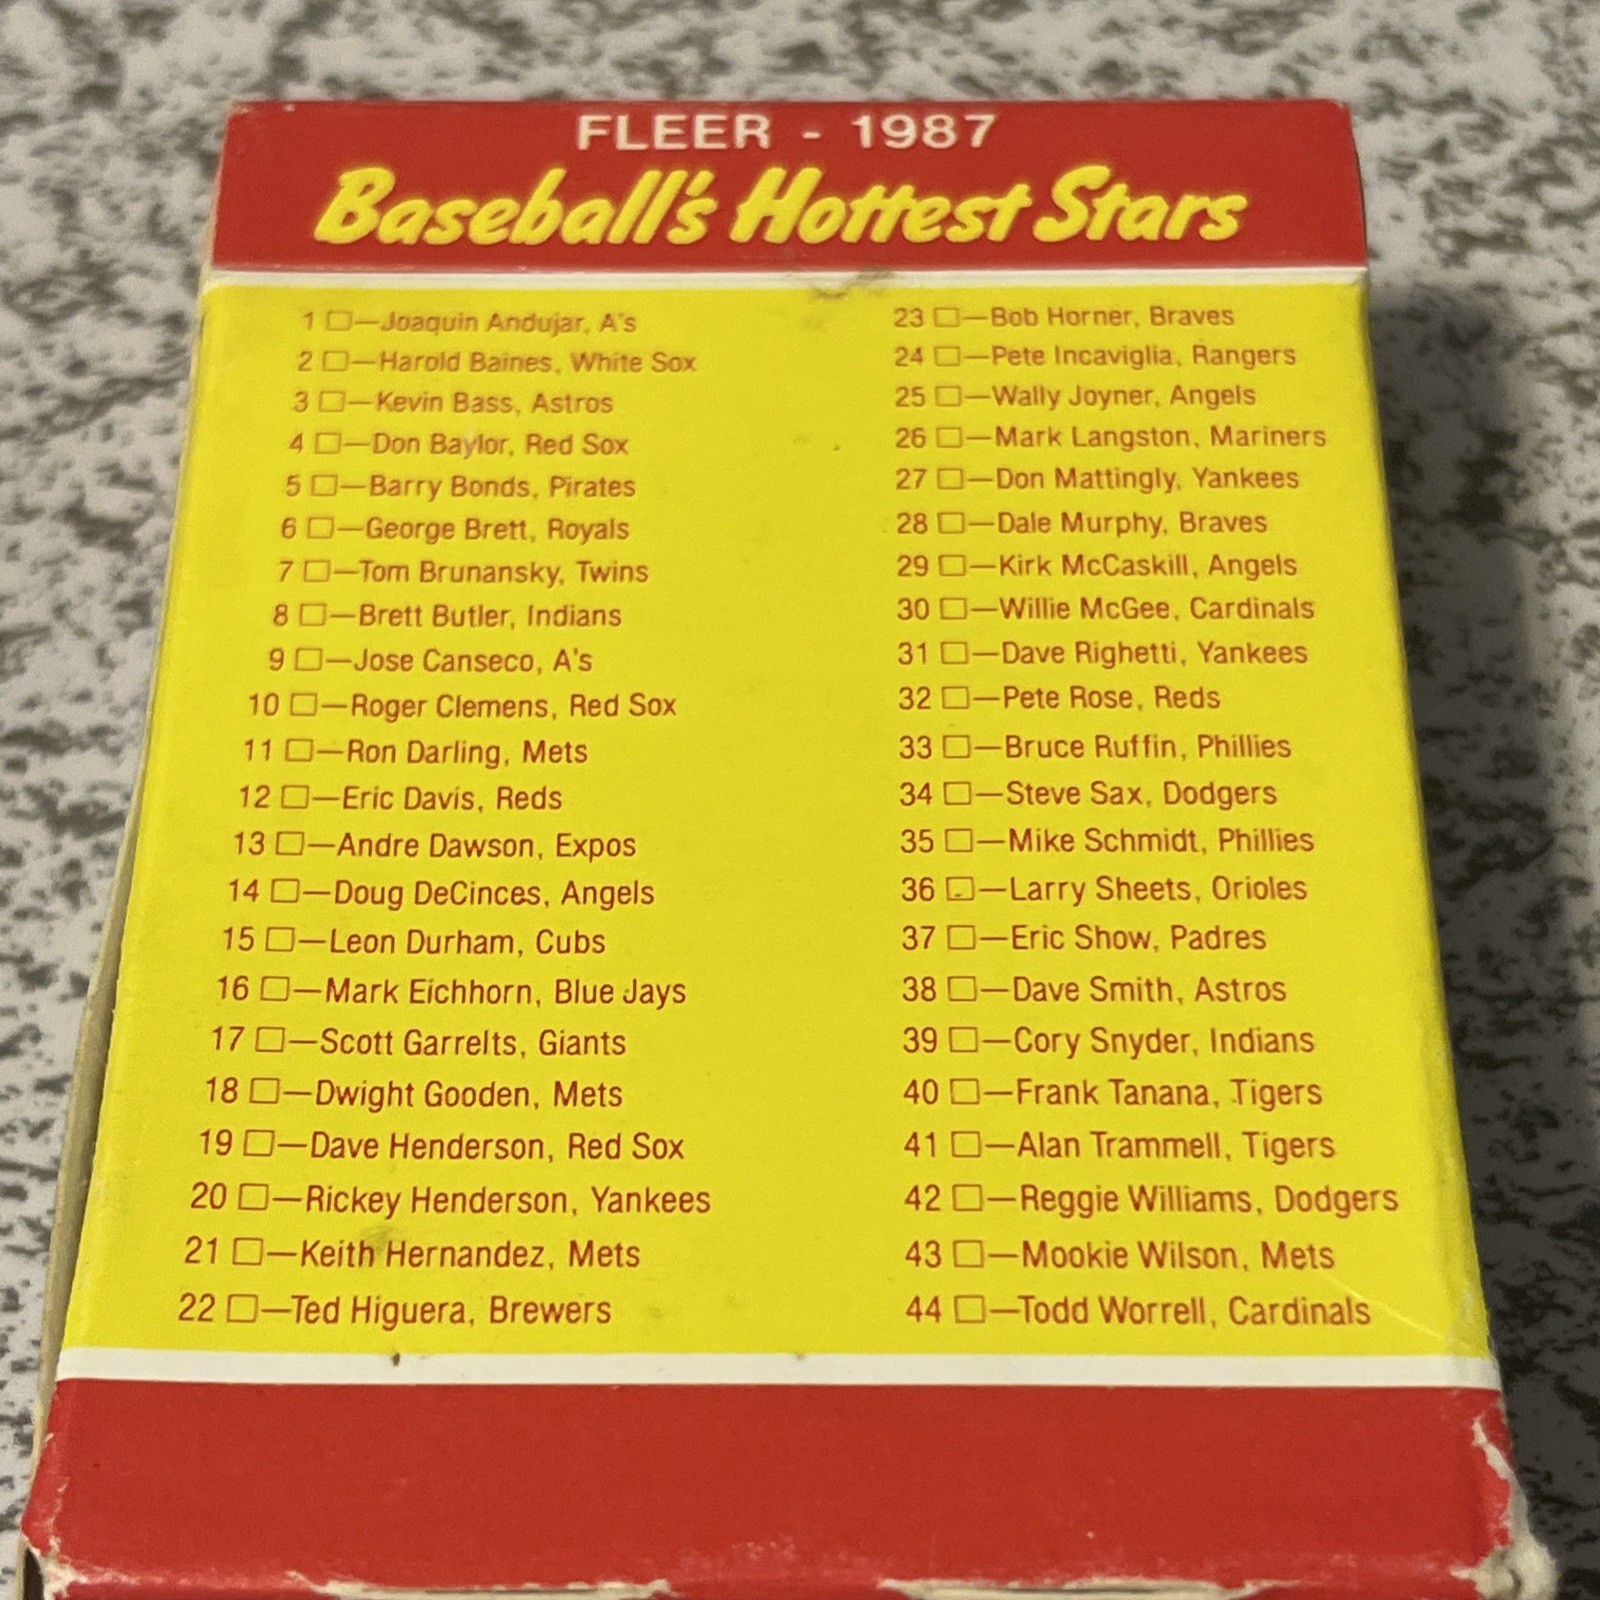 FLEER - 1987
Baseball's Hottest Stars
1 ☐—Joaquin Andujar, A's
2 ☐—Harold Baines, White Sox
3 ☐—Kevin Bass, Astros
4 ☐—Don Baylor, Red Sox
5 ☐—Barry Bonds, Pirates
6 ☐—George Brett, Royals
7 ☐—Tom Brunansky, Twins
8 ☐—Brett Butler, Indians
9 ☐—Jose Canseco, A's
10 ☐—Roger Clemens, Red Sox
11 ☐—Ron Darling, Mets
12 ☐—Eric Davis, Reds
13 ☐—Andre Dawson, Expos
14 ☐—Doug DeCinces, Angels
15 ☐—Leon Durham, Cubs
16 ☐—Mark Eichhorn, Blue Jays
17 ☐—Scott Garrelts, Giants
18 ☐—Dwight Gooden, Mets
19 ☐—Dave Henderson, Red Sox
20 ☐—Rickey Henderson, Yankees
21 ☐—Keith Hernandez, Mets
22 ☐—Ted Higuera, Brewers
23 ☐—Bob Horner, Braves
24 ☐—Pete Incaviglia, Rangers
25 ☐—Wally Joyner, Angels
26 ☐—Mark Langston, Mariners
27 ☐—Don Mattingly, Yankees
28 ☐—Dale Murphy, Braves
29 ☐—Kirk McCaskill, Angels
30 ☐—Willie McGee, Cardinals
31 ☐—Dave Righetti, Yankees
32 ☐—Pete Rose, Reds
33 ☐—Bruce Ruffin, Phillies
34 ☐—Steve Sax, Dodgers
35 ☐—Mike Schmidt, Phillies
36 ☐—Larry Sheets, Orioles
37 ☐—Eric Show, Padres
38 ☐—Dave Smith, Astros
39 ☐—Cory Snyder, Indians
40 ☐—Frank Tanana, Tigers
41 ☐—Alan Trammell, Tigers
42 ☐—Reggie Williams, Dodgers
43 ☐—Mookie Wilson, Mets
44 ☐—Todd Worrell, Cardinals